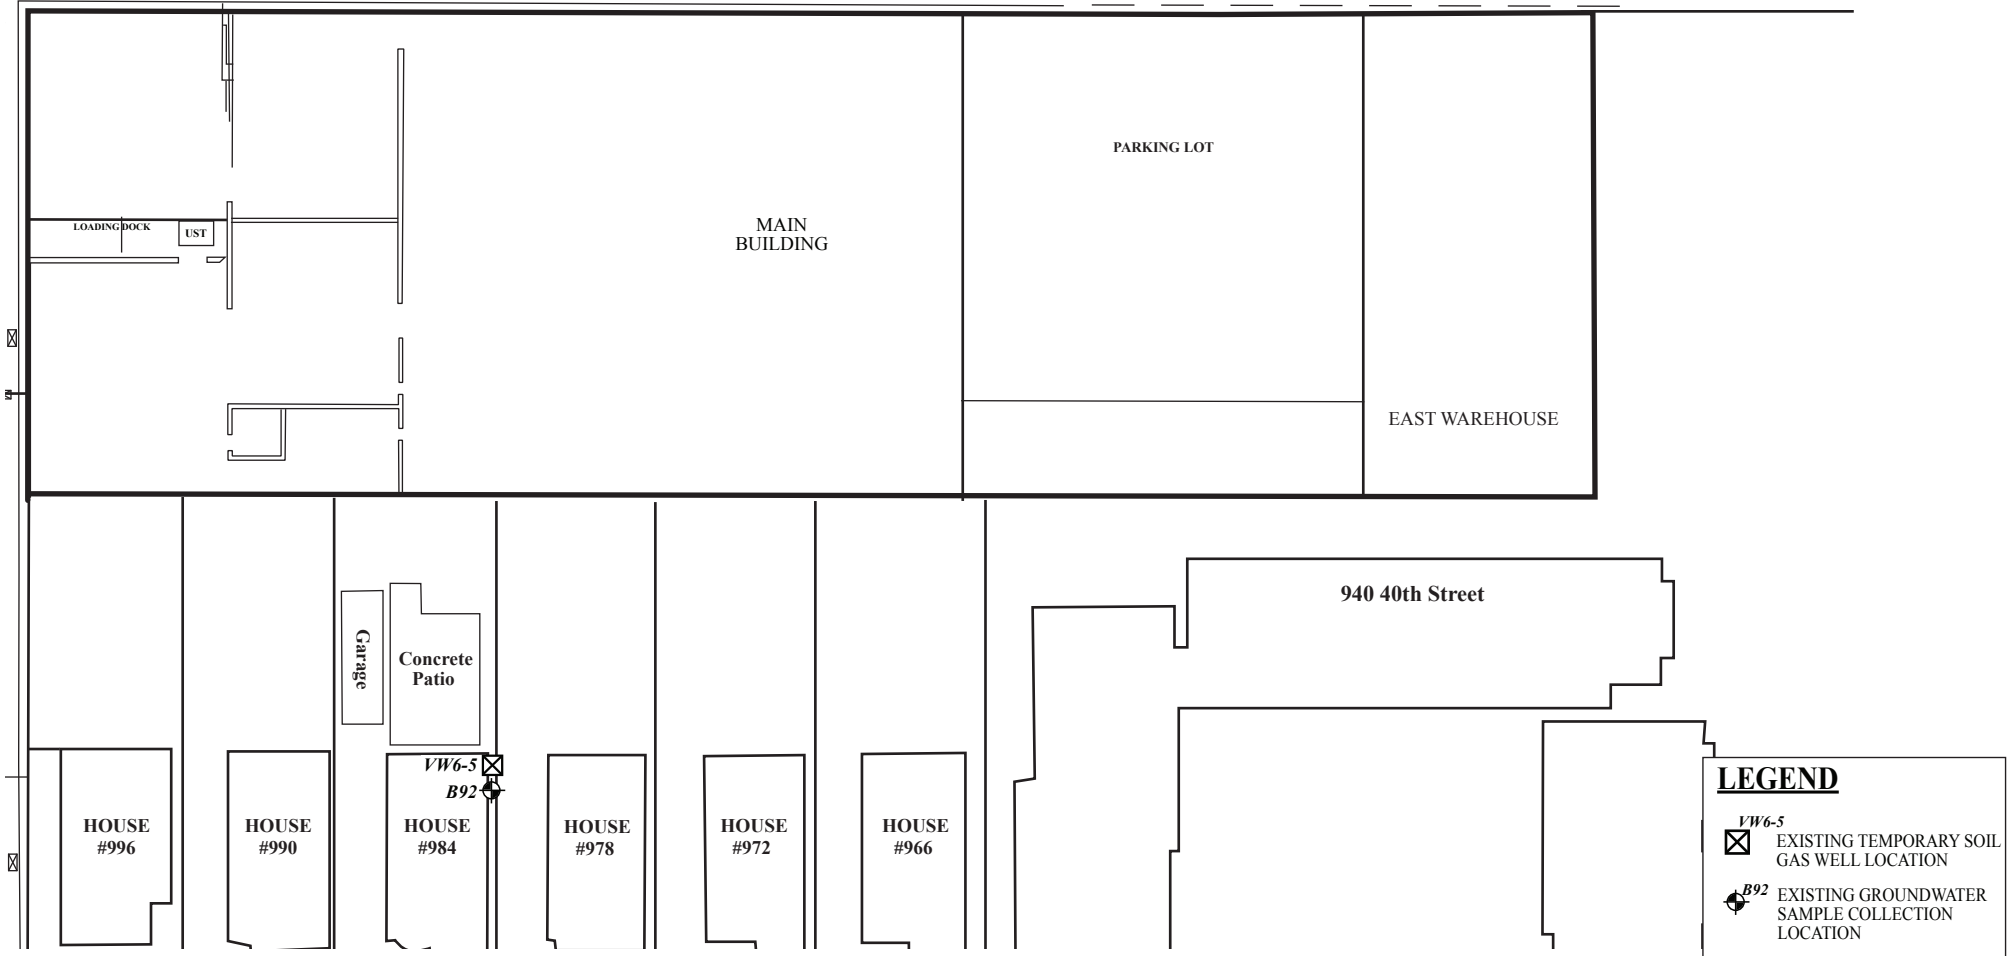 PARKING LOT
MAIN
BUILDING
LOADING DOCK
UST
EAST WAREHOUSE
940 40th Street
Garage
Concrete
Patio
VW6-5
B92
HOUSE
#996
HOUSE
#990
HOUSE
#984
HOUSE
#978
HOUSE
#972
HOUSE
#966
LEGEND
VW6-5
EXISTING TEMPORARY SOIL
GAS WELL LOCATION
B92
EXISTING GROUNDWATER
SAMPLE COLLECTION
LOCATION